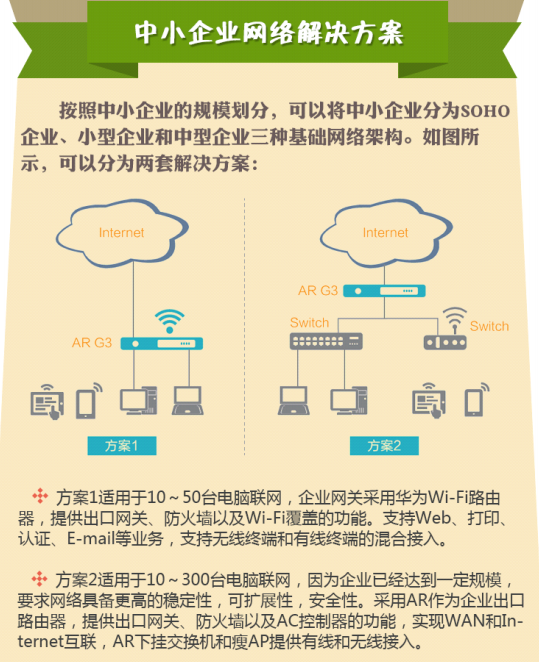 中小企业网络解决方案
按照中小企业的规模划分，可以将中小企业分为SOHO
企业、小型企业和中型企业三种基础网络架构。如图所
示，可以分为两套解决方案：
Internet
AR G3
方案1
Internet
AR G3
Switch
Switch
方案2
方案1适用于10～50台电脑联网，企业网关采用华为Wi-Fi路由
器，提供出口网关、防火墙以及Wi-Fi覆盖的功能。支持Web、打印、
认证、E-mail等业务，支持无线终端和有线终端的混合接入。
方案2适用于10～300台电脑联网，因为企业已经达到一定规模，
要求网络具备更高的稳定性，可扩展性，安全性。采用AR作为企业出口
路由器，提供出口网关、防火墙以及AC控制器的功能，实现WAN和In-
ternet互联，AR下挂交换机和瘦AP提供有线和无线接入。